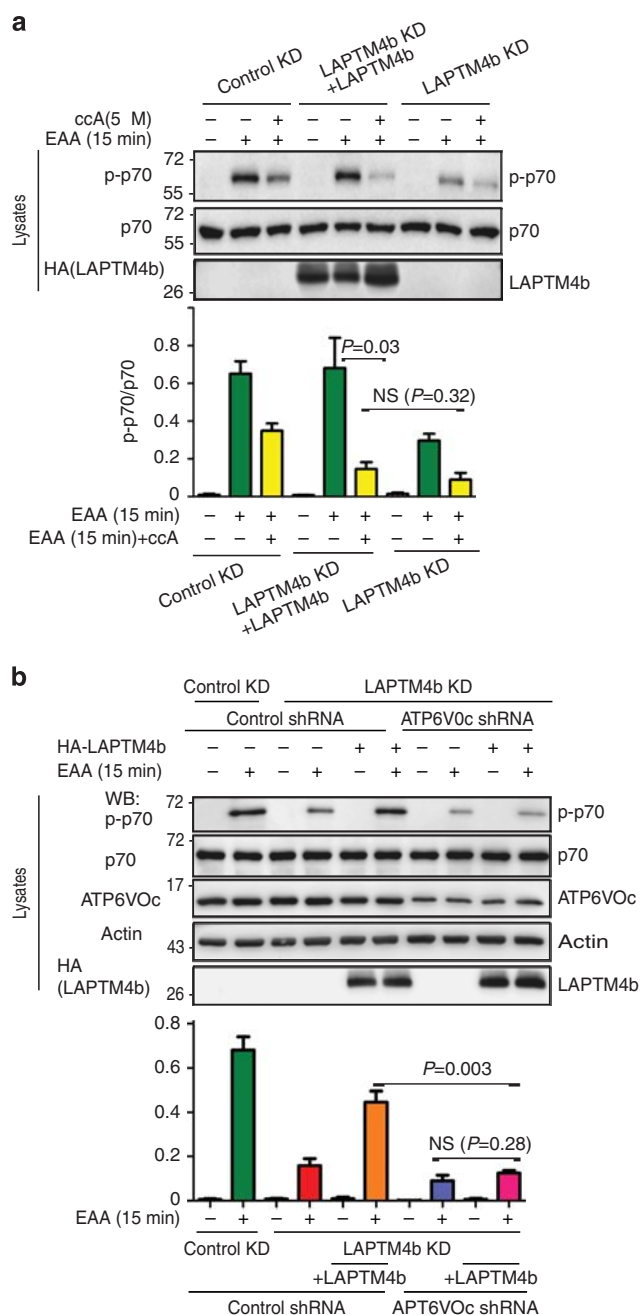 a
Control KD
LAPTM4b KD
+LAPTM4b
LAPTM4b KD
ccA(5 M) – – + – – + – – +
EAA (15 min) – + + – + + – + +
Lysates
p-p70 72 55 p-p70
p70 72 55 p70
HA(LAPTM4b) 26 LAPTM4b
p-p70/p70
0.8
0.6
0.4
0.2
0
P=0.03
NS (P=0.32)
EAA (15 min) – + + – + + – + +
EAA (15 min)+ccA – – + – – + – – +
Control KD
LAPTM4b KD
+LAPTM4b
LAPTM4b KD
b
Control KD LAPTM4b KD
Control shRNA ATP6V0c shRNA
HA-LAPTM4b – – – – + + – – + +
EAA (15 min) – + – + – + – + – +
Lysates
WB:
p-p70 72 p-p70
p70 72 p70
ATP6VOc 17 ATP6VOc
Actin 43 Actin
HA
(LAPTM4b) 26 LAPTM4b
0.8
0.6
0.4
0.2
0
P=0.003
NS (P=0.28)
EAA (15 min) – + – + – + – + – +
Control KD LAPTM4b KD
+LAPTM4b +LAPTM4b
Control shRNA APT6VOc shRNA